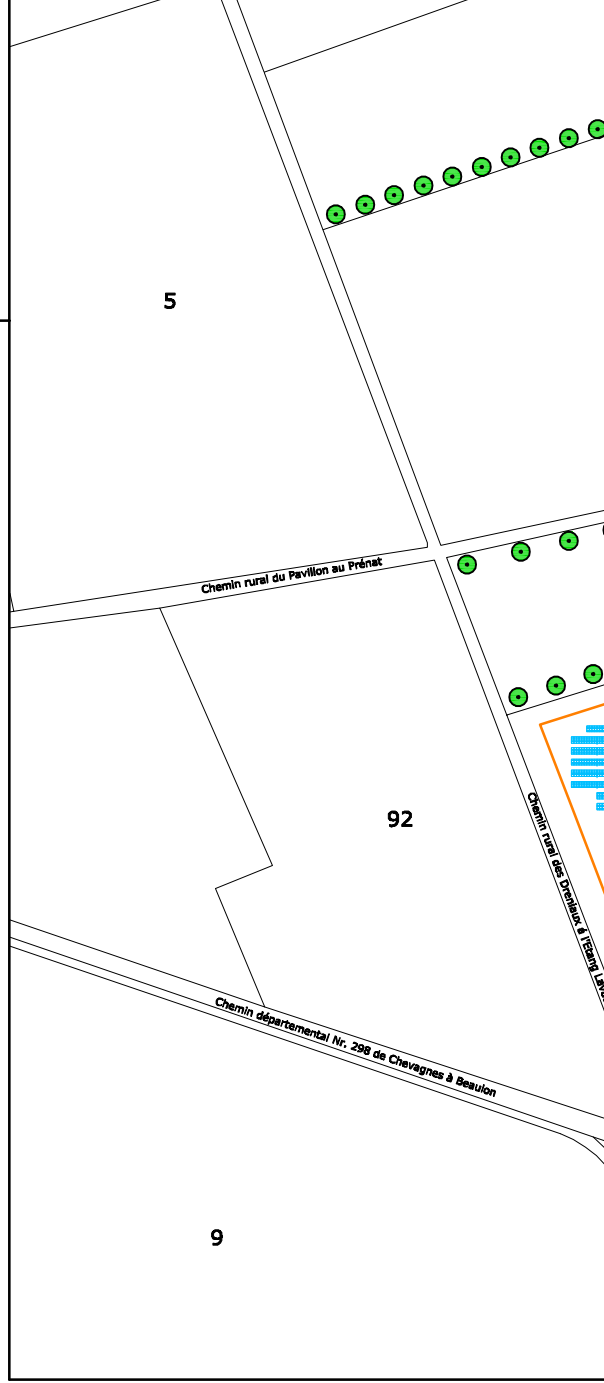 5
Chemin rural du Pavillon au Prénat
92
Chemin rural des Dreniaux à l'Etang
Chemin départemental Nr. 298 de Chevagnes à Beaulon
9